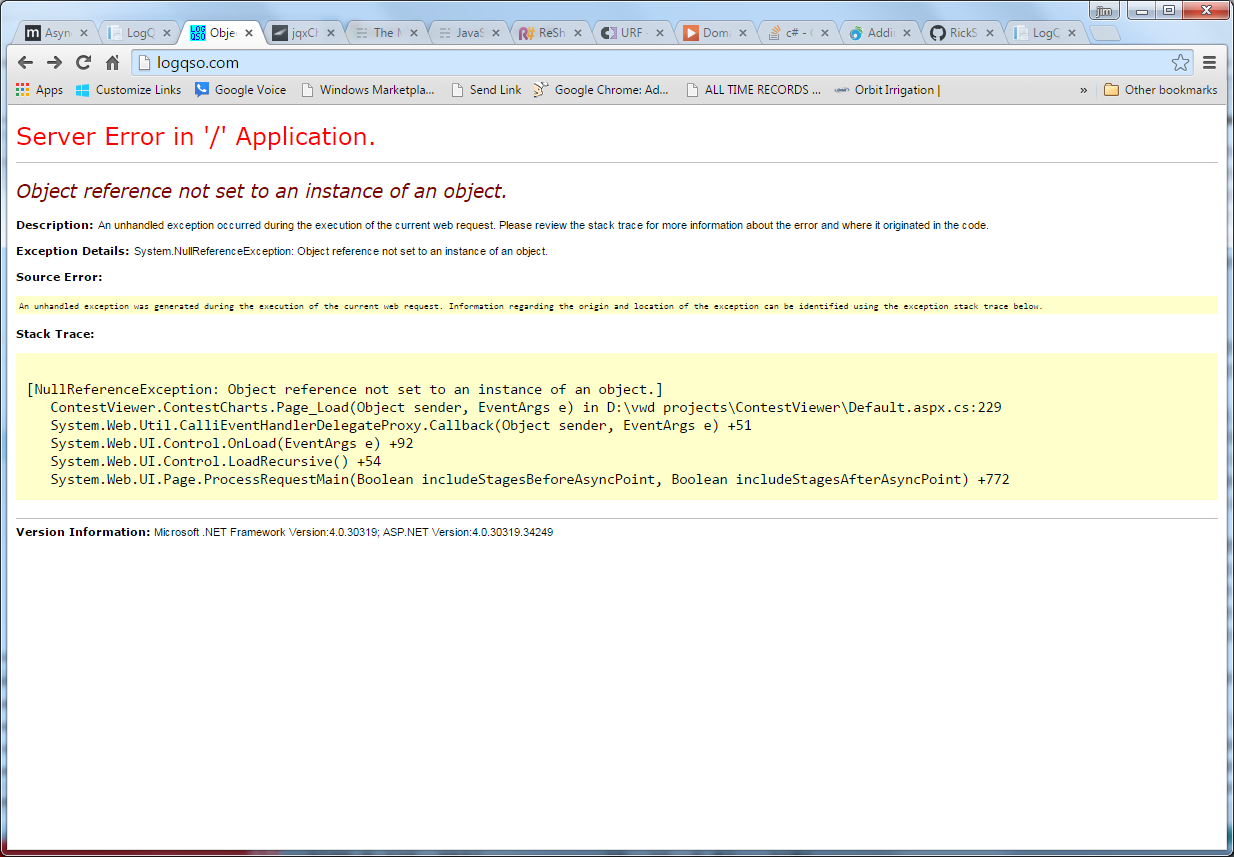 jim
Asyn
LogQ
Obje
jqxCh
The M
JavaS
ReSh
URF
Doma
c# -
Addin
RickS
LogC
logqso.com
Apps
Customize Links
Google Voice
Windows Marketpla...
Send Link
Google Chrome: Ad...
ALL TIME RECORDS ...
Orbit Irrigation |
»
Other bookmarks
Server Error in '/' Application.
Object reference not set to an instance of an object.
Description: An unhandled exception occurred during the execution of the current web request. Please review the stack trace for more information about the error and where it originated in the code.
Exception Details: System.NullReferenceException: Object reference not set to an instance of an object.
Source Error:
An unhandled exception was generated during the execution of the current web request. Information regarding the origin and location of the exception can be identified using the exception stack trace below.
Stack Trace:
[NullReferenceException: Object reference not set to an instance of an object.]
ContestViewer.ContestCharts.Page_Load(Object sender, EventArgs e) in D:\vwd projects\ContestViewer\Default.aspx.cs:229
System.Web.Util.CalliEventHandlerDelegateProxy.Callback(Object sender, EventArgs e) +51
System.Web.UI.Control.OnLoad(EventArgs e) +92
System.Web.UI.Control.LoadRecursive() +54
System.Web.UI.Page.ProcessRequestMain(Boolean includeStagesBeforeAsyncPoint, Boolean includeStagesAfterAsyncPoint) +772
Version Information: Microsoft .NET Framework Version:4.0.30319; ASP.NET Version:4.0.30319.34249